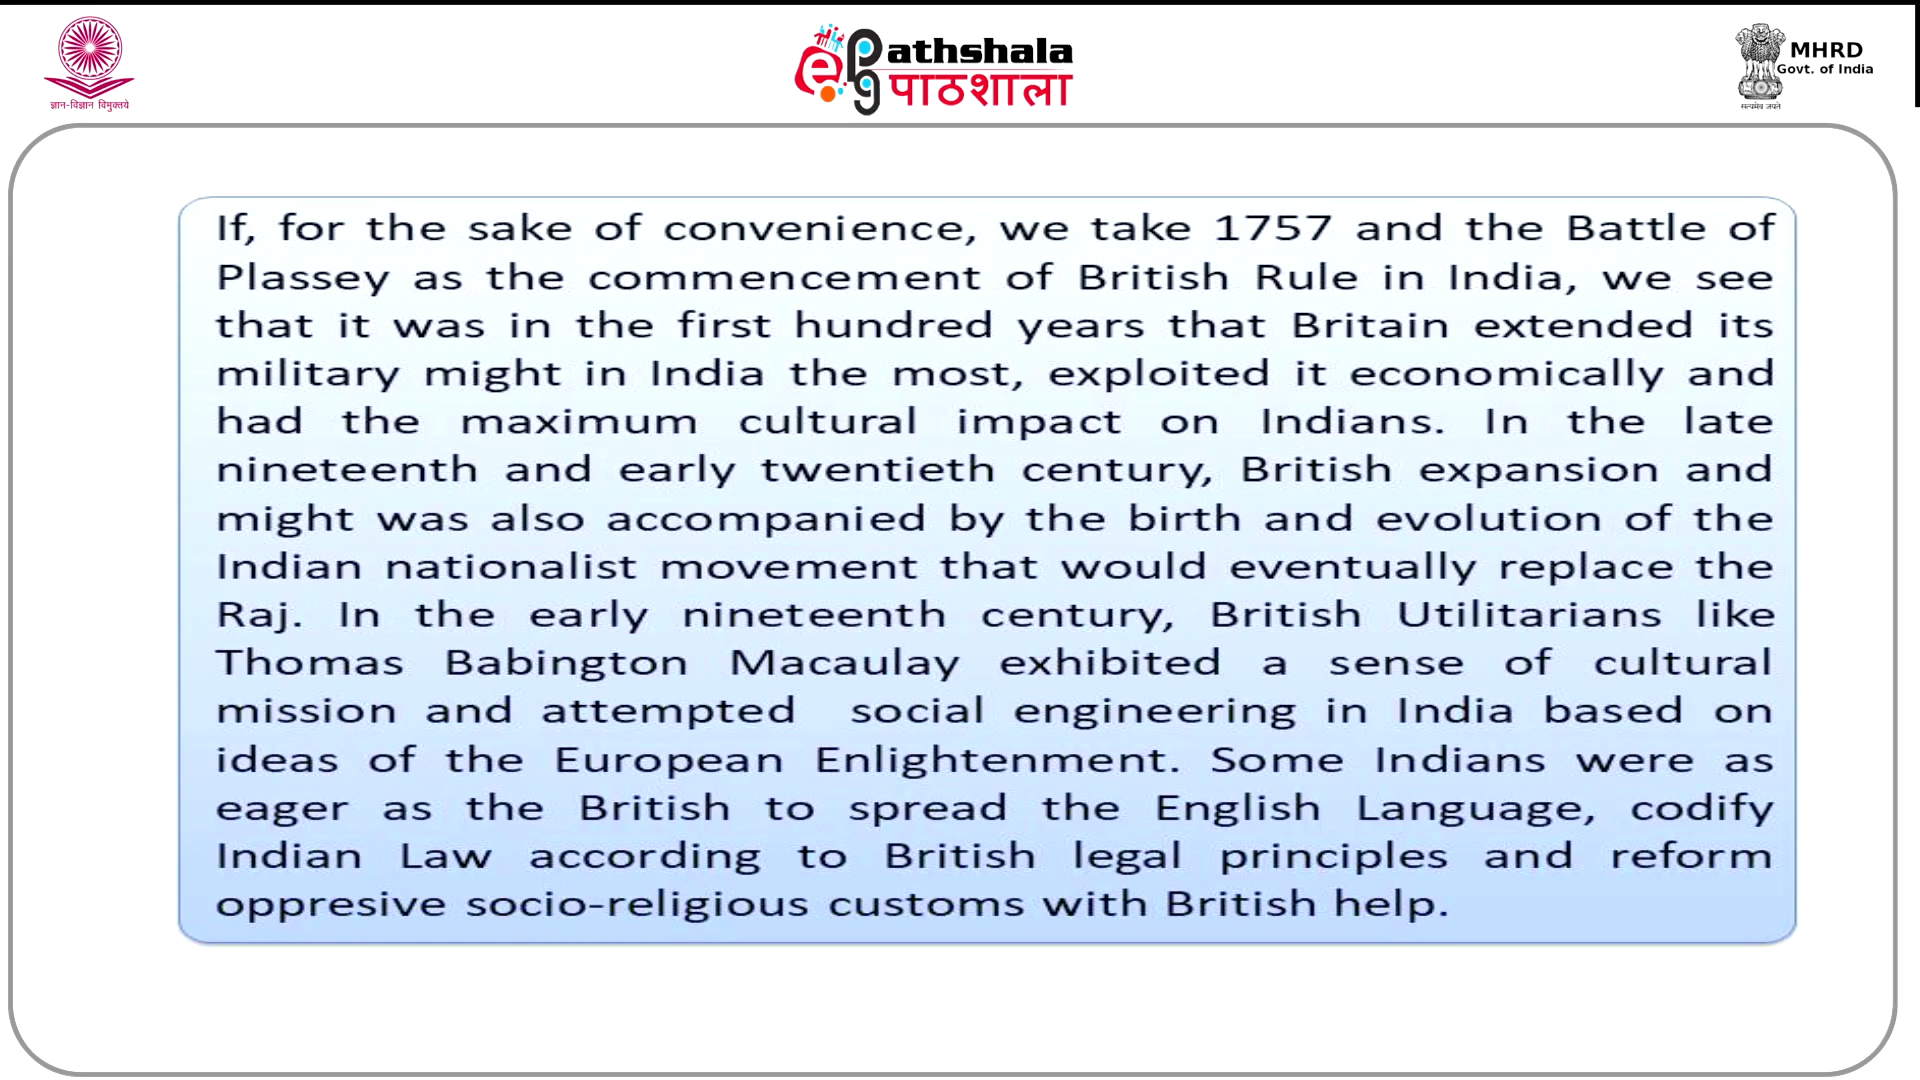 ज्ञान-विज्ञान विमुक्तये
e pg Pathshala
पाठशाला
MHRD
Govt. of India
सत्यमेव जयते
If, for the sake of convenience, we take 1757 and the Battle of
Plassey as the commencement of British Rule in India, we see
that it was in the first hundred years that Britain extended its
military might in India the most, exploited it economically and
had the maximum cultural impact on Indians. In the late
nineteenth and early twentieth century, British expansion and
might was also accompanied by the birth and evolution of the
Indian nationalist movement that would eventually replace the
Raj. In the early nineteenth century, British Utilitarians like
Thomas Babington Macaulay exhibited a sense of cultural
mission and attempted social engineering in India based on
ideas of the European Enlightenment. Some Indians were as
eager as the British to spread the English Language, codify
Indian Law according to British legal principles and reform
oppresive socio-religious customs with British help.